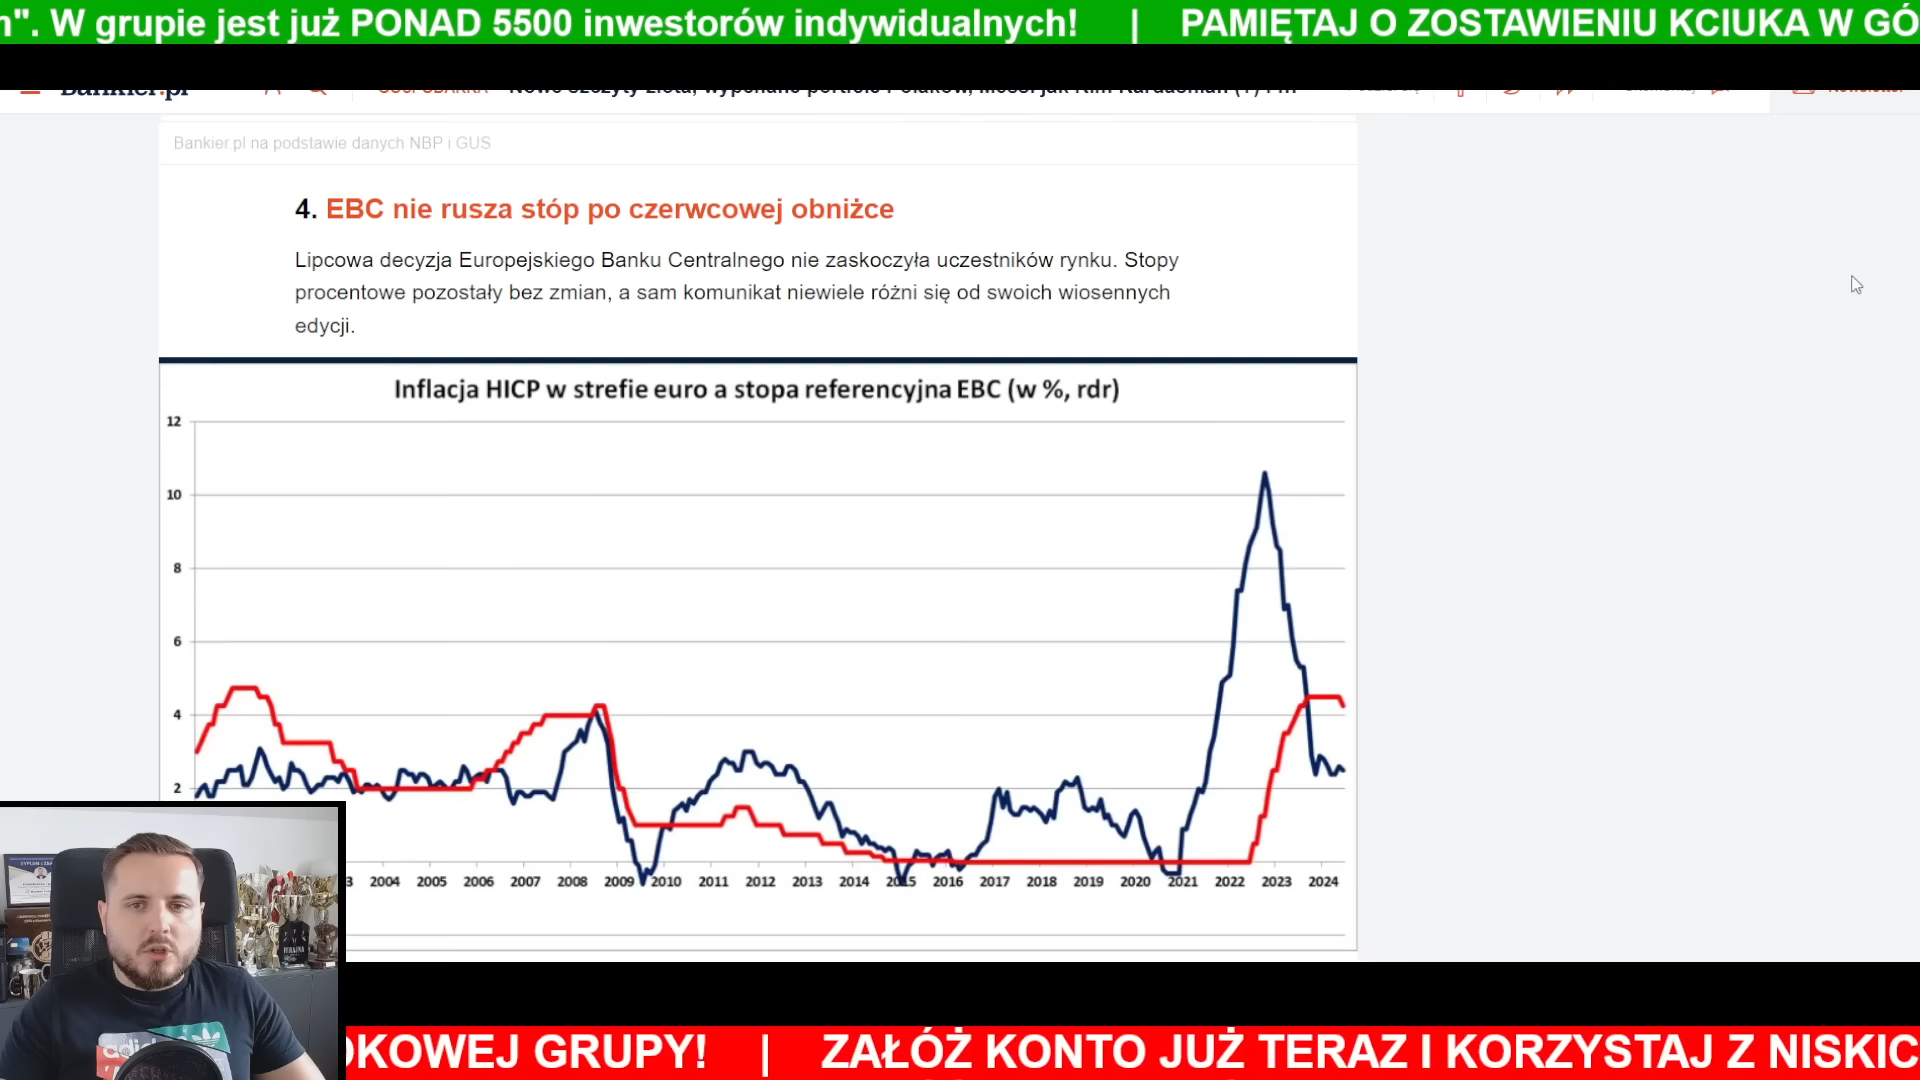 m". W grupie jest już PONAD 5500 inwestorów indywidualnych! | PAMIĘTAJ O ZOSTAWIENIU KCIUKA W GÓ
Bankier.pl
Bankier.pl na podstawie danych NBP i GUS
4. EBC nie rusza stóp po czerwcowej obniżce
Lipcowa decyzja Europejskiego Banku Centralnego nie zaskoczyła uczestników rynku. Stopy
procentowe pozostały bez zmian, a sam komunikat niewiele różni się od swoich wiosennych
edycji.
Inflacja HICP w strefie euro a stopa referencyjna EBC (w %, rdr)
12
10
8
6
4
2
3 2004 2005 2006 2007 2008 2009 2010 2011 2012 2013 2014 2015 2016 2017 2018 2019 2020 2021 2022 2023 2024
OKOWEJ GRUPY! | ZAŁÓŻ KONTO JUŻ TERAZ I KORZYSTAJ Z NISKIC